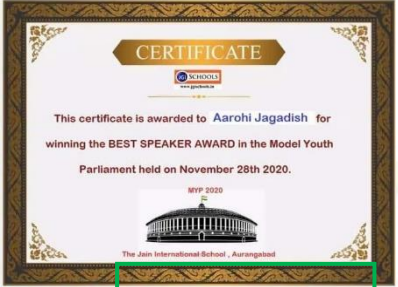 CERTIFICATE
SCHOOLS
This certificate is awarded to Aarohi Jagadish for
winning the BEST SPEAKER AWARD in the Model Youth
Parliament held on November 28th 2020.
MYP 2020
The Jain International School , Aurangabad